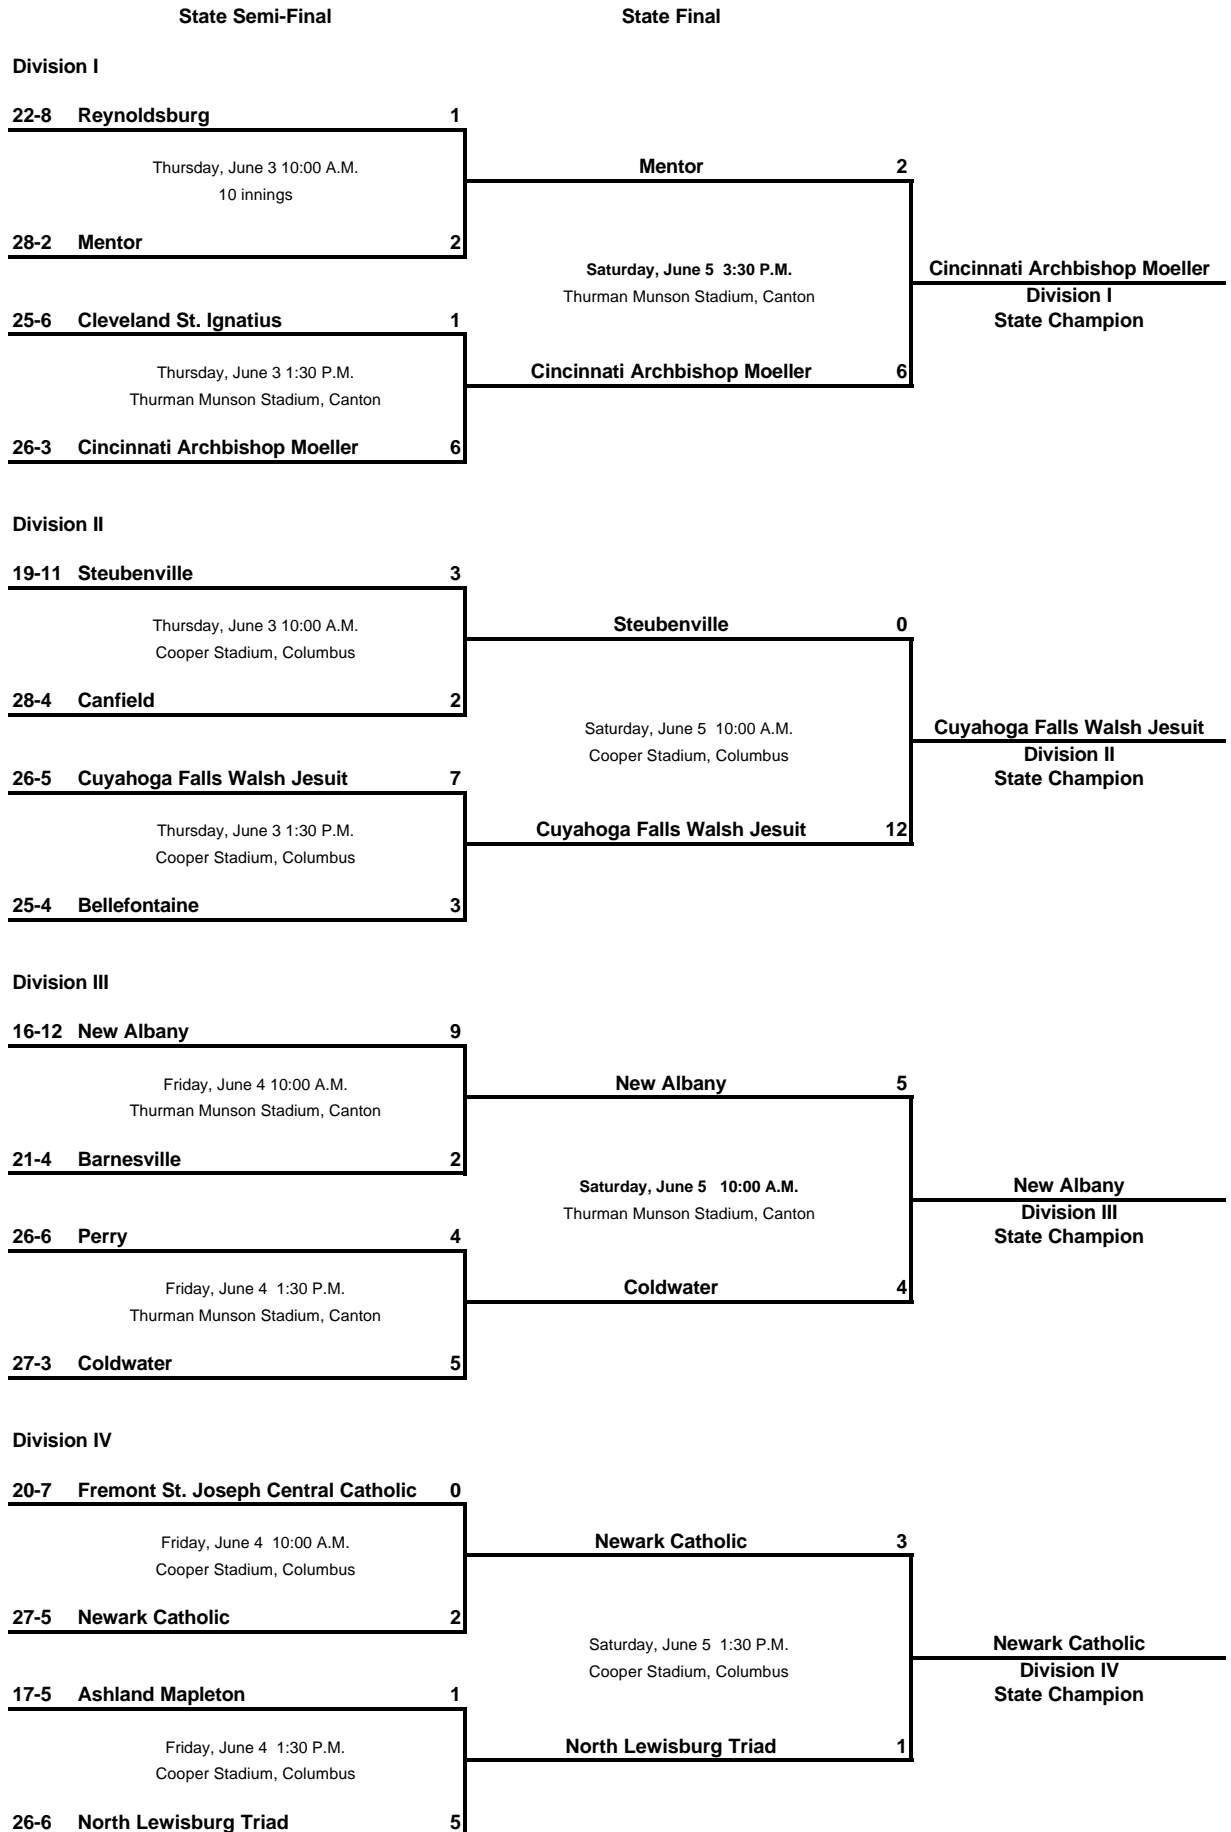 State Semi-Final State Final
Division I
22-8 Reynoldsburg 1
Thursday, June 3 10:00 A.M.
10 innings
Mentor 2
28-2 Mentor 2
Saturday, June 5 3:30 P.M.
Thurman Munson Stadium, Canton
Cincinnati Archbishop Moeller
Division I
State Champion
25-6 Cleveland St. Ignatius 1
Thursday, June 3 1:30 P.M.
Thurman Munson Stadium, Canton
Cincinnati Archbishop Moeller 6
26-3 Cincinnati Archbishop Moeller 6
Division II
19-11 Steubenville 3
Thursday, June 3 10:00 A.M.
Cooper Stadium, Columbus
Steubenville 0
28-4 Canfield 2
Saturday, June 5 10:00 A.M.
Cooper Stadium, Columbus
Cuyahoga Falls Walsh Jesuit
Division II
State Champion
26-5 Cuyahoga Falls Walsh Jesuit 7
Thursday, June 3 1:30 P.M.
Cooper Stadium, Columbus
Cuyahoga Falls Walsh Jesuit 12
25-4 Bellefontaine 3
Division III
16-12 New Albany 9
Friday, June 4 10:00 A.M.
Thurman Munson Stadium, Canton
New Albany 5
21-4 Barnesville 2
Saturday, June 5 10:00 A.M.
Thurman Munson Stadium, Canton
New Albany
Division III
State Champion
26-6 Perry 4
Friday, June 4 1:30 P.M.
Thurman Munson Stadium, Canton
Coldwater 4
27-3 Coldwater 5
Division IV
20-7 Fremont St. Joseph Central Catholic 0
Friday, June 4 10:00 A.M.
Cooper Stadium, Columbus
Newark Catholic 3
27-5 Newark Catholic 2
Saturday, June 5 1:30 P.M.
Cooper Stadium, Columbus
Newark Catholic
Division IV
State Champion
17-5 Ashland Mapleton 1
Friday, June 4 1:30 P.M.
Cooper Stadium, Columbus
North Lewisburg Triad 1
26-6 North Lewisburg Triad 5